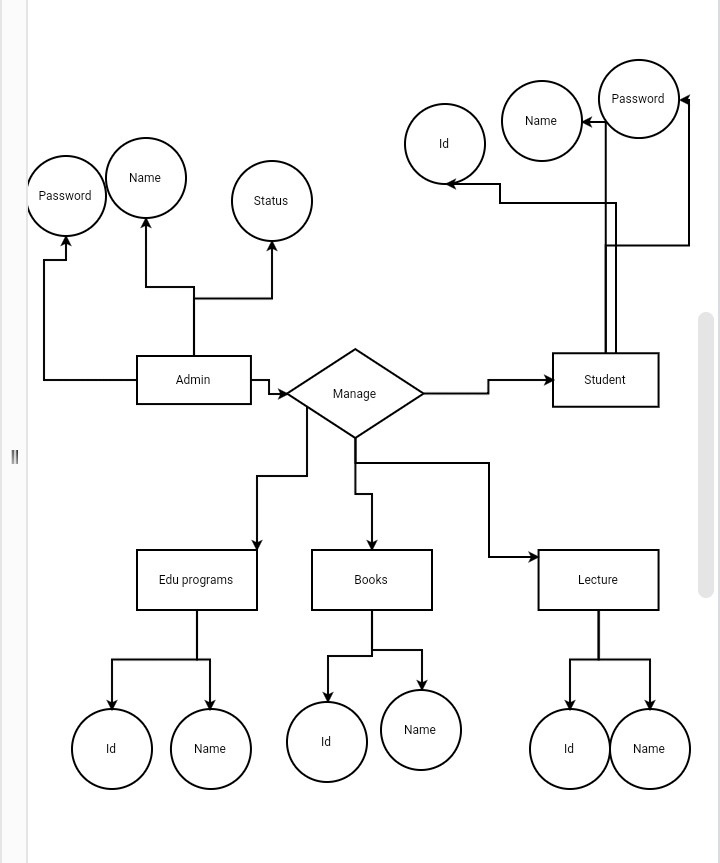 Password
Name
Id
Name
Password
Status
Admin
Manage
Student
Edu programs
Books
Lecture
Id
Name
Id
Name
Id
Name